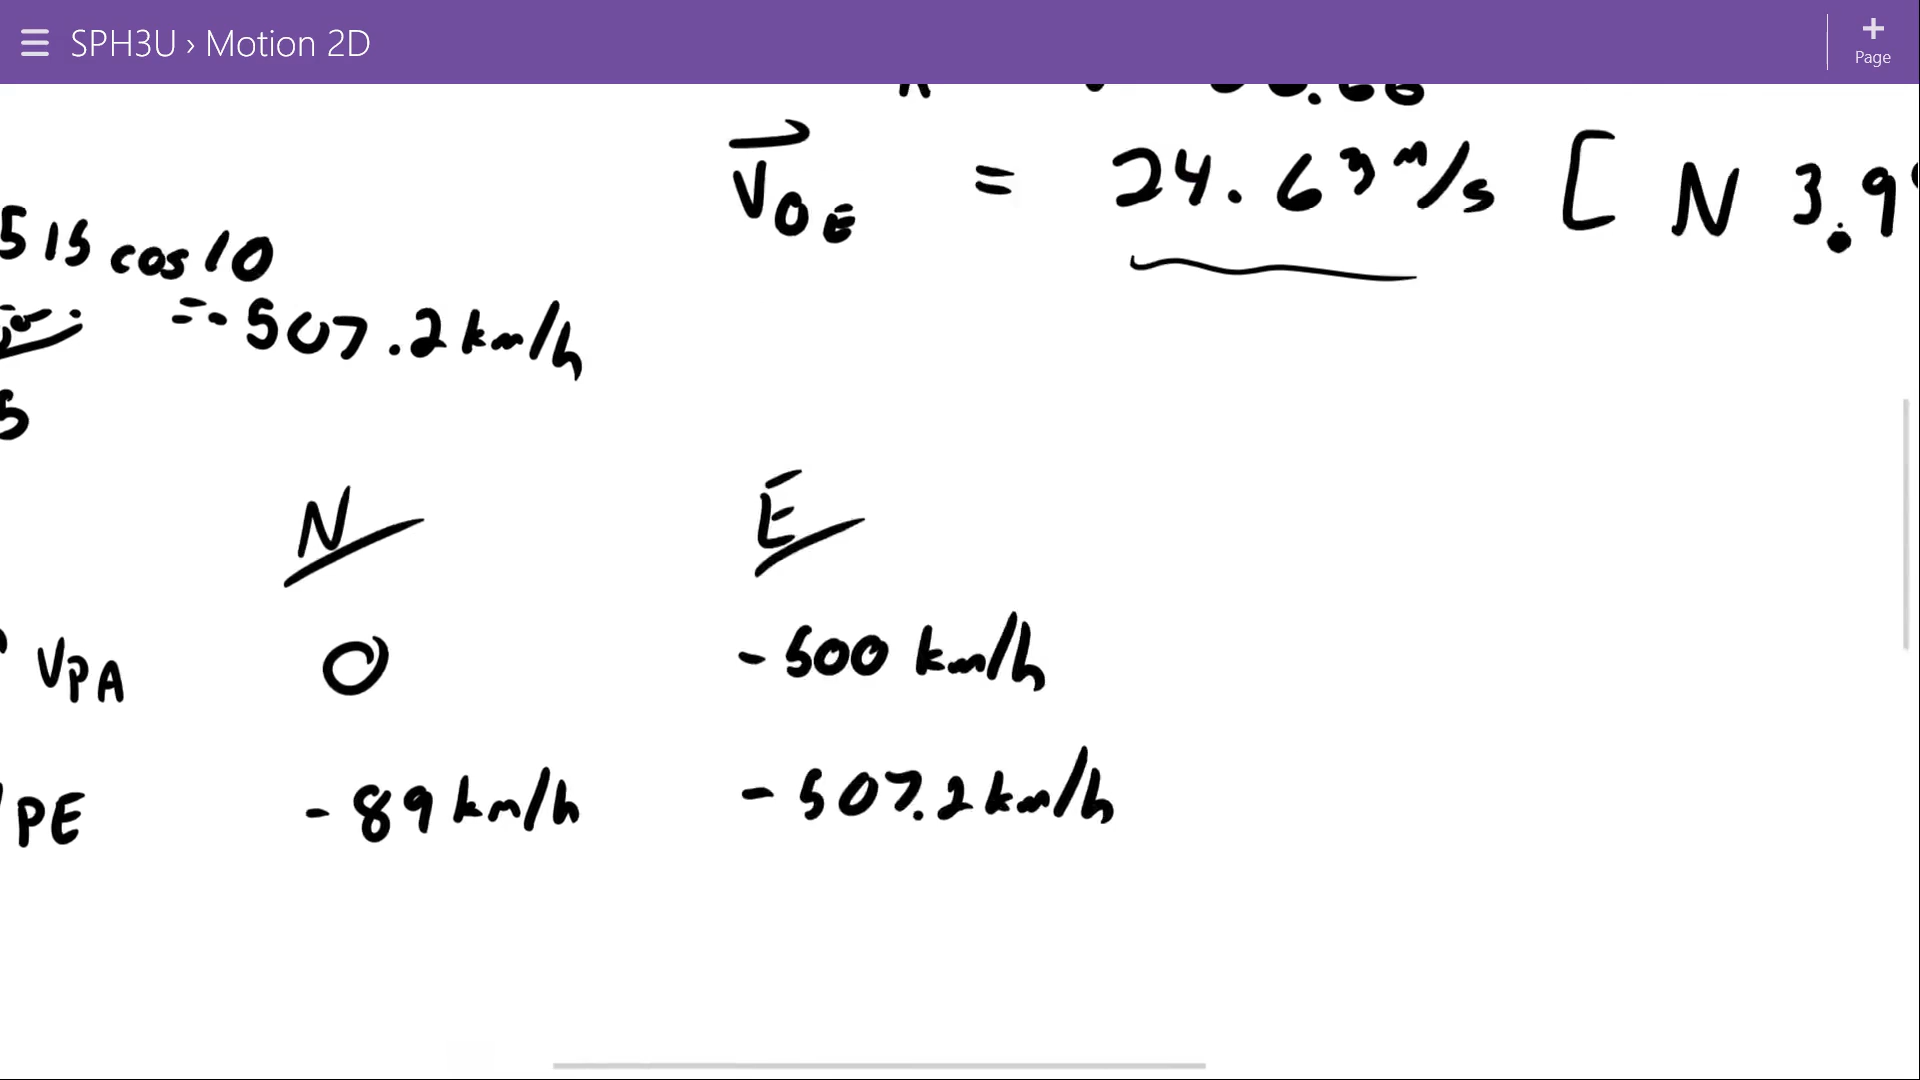 SPH3U › Motion 2D
Page
V⃗OE = 24.63 m/s [ N 3.9
515 cos 10
= -507.2 km/h
5
N E
VPA 0 - 500 km/h
PE - 89 km/h - 507.2 km/h